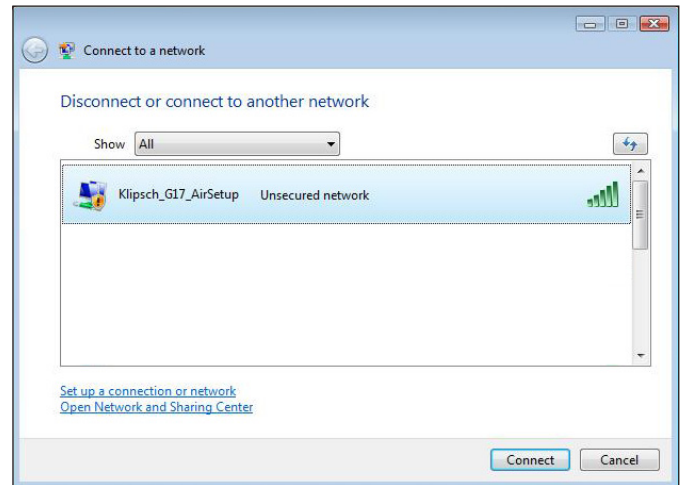 Connect to a network
Disconnect or connect to another network
Show All
Klipsch_G17_AirSetup Unsecured network
Set up a connection or network
Open Network and Sharing Center
Connect Cancel